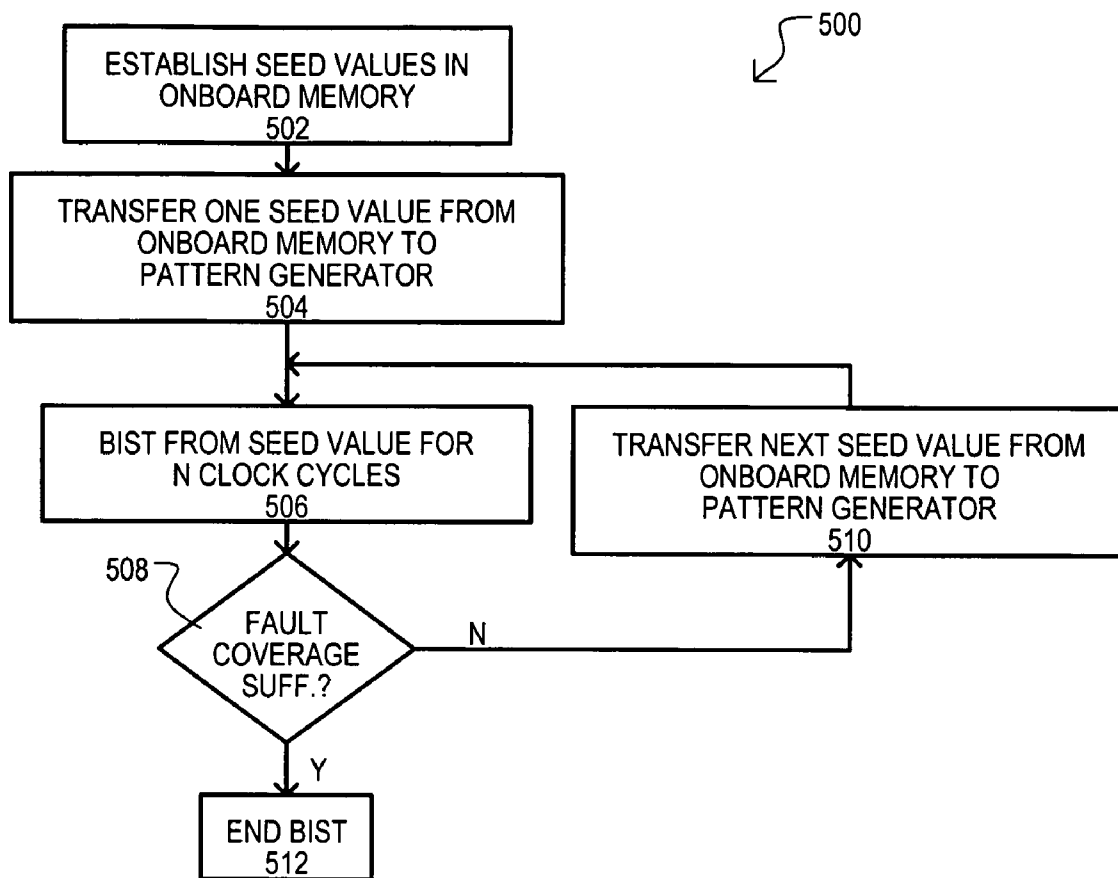 500
ESTABLISH SEED VALUES IN
ONBOARD MEMORY
502
TRANSFER ONE SEED VALUE FROM
ONBOARD MEMORY TO
PATTERN GENERATOR
504
BIST FROM SEED VALUE FOR
N CLOCK CYCLES
506
TRANSFER NEXT SEED VALUE FROM
ONBOARD MEMORY TO
PATTERN GENERATOR
510
508
FAULT
COVERAGE
SUFF.?
N
Y
END BIST
512